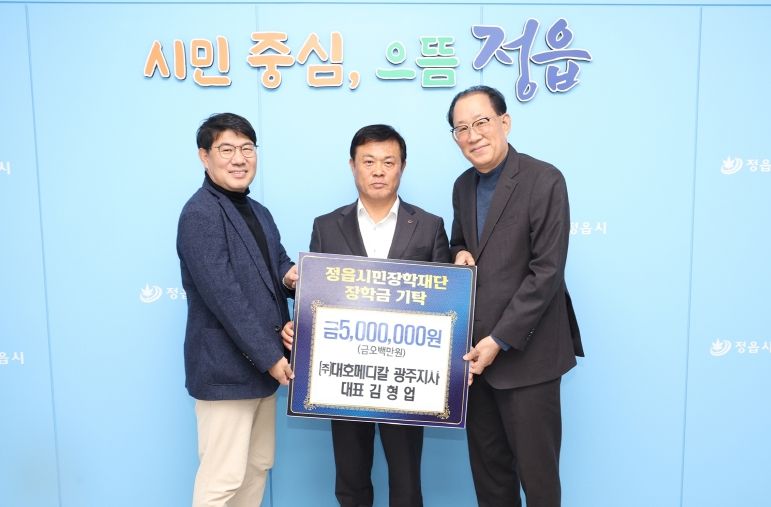 시민 중심, 으뜸 정읍
정읍시
정읍시
정읍시
정읍시민장학재단
장학금 기탁
금5,000,000원
(금오백만원)
(주)대호메디칼 광주지사
대표 김 형 업
정읍시